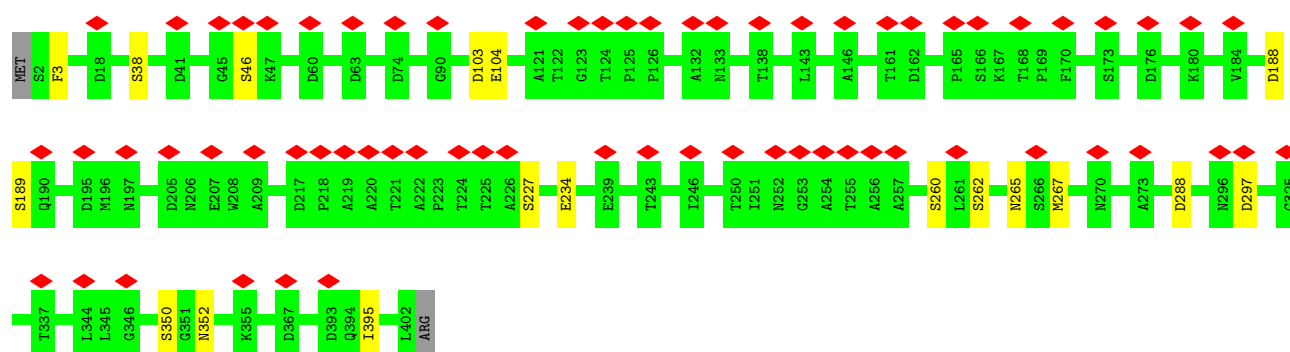 MET S2 F3 D18 S38 D41 G45 S46 K47 D60 D63 D74 G90 D103 E104 A121 T122 G123 T124 P125 P126 A132 N133 T138 L143 A146 T161 D162 P165 S166 K167 T168 P169 F170 S173 D176 K180 V184 D188
S189 Q190 D195 M196 N197 D205 N206 E207 W208 A209 D217 P218 A219 A220 T221 A222 P223 T224 T225 A226 S227 E234 E239 T243 I246 T250 I251 N252 G253 A254 T255 A256 A257 S260 L261 S262 N265 S266 M267 N270 A273 D288 N296 D297
T337 L344 L345 G346 S350 G351 N352 K355 D367 D393 Q394 I395 L402 ARG